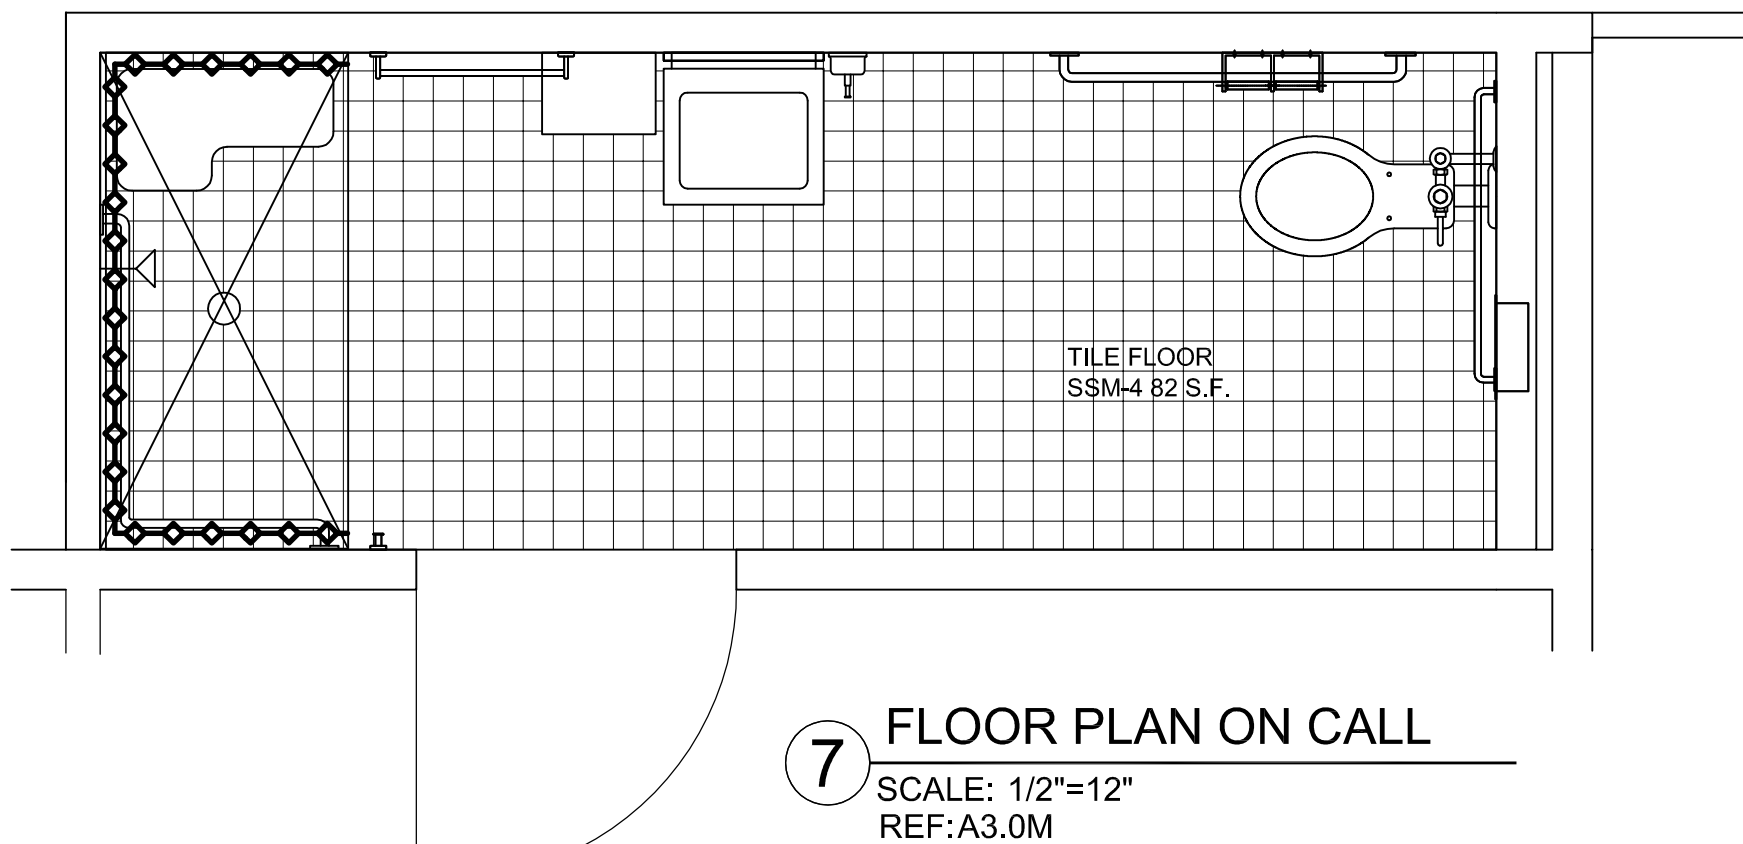 TILE FLOOR
SSM-4 82 S.F.
7
FLOOR PLAN ON CALL
SCALE: 1/2"=12"
REF:A3.0M